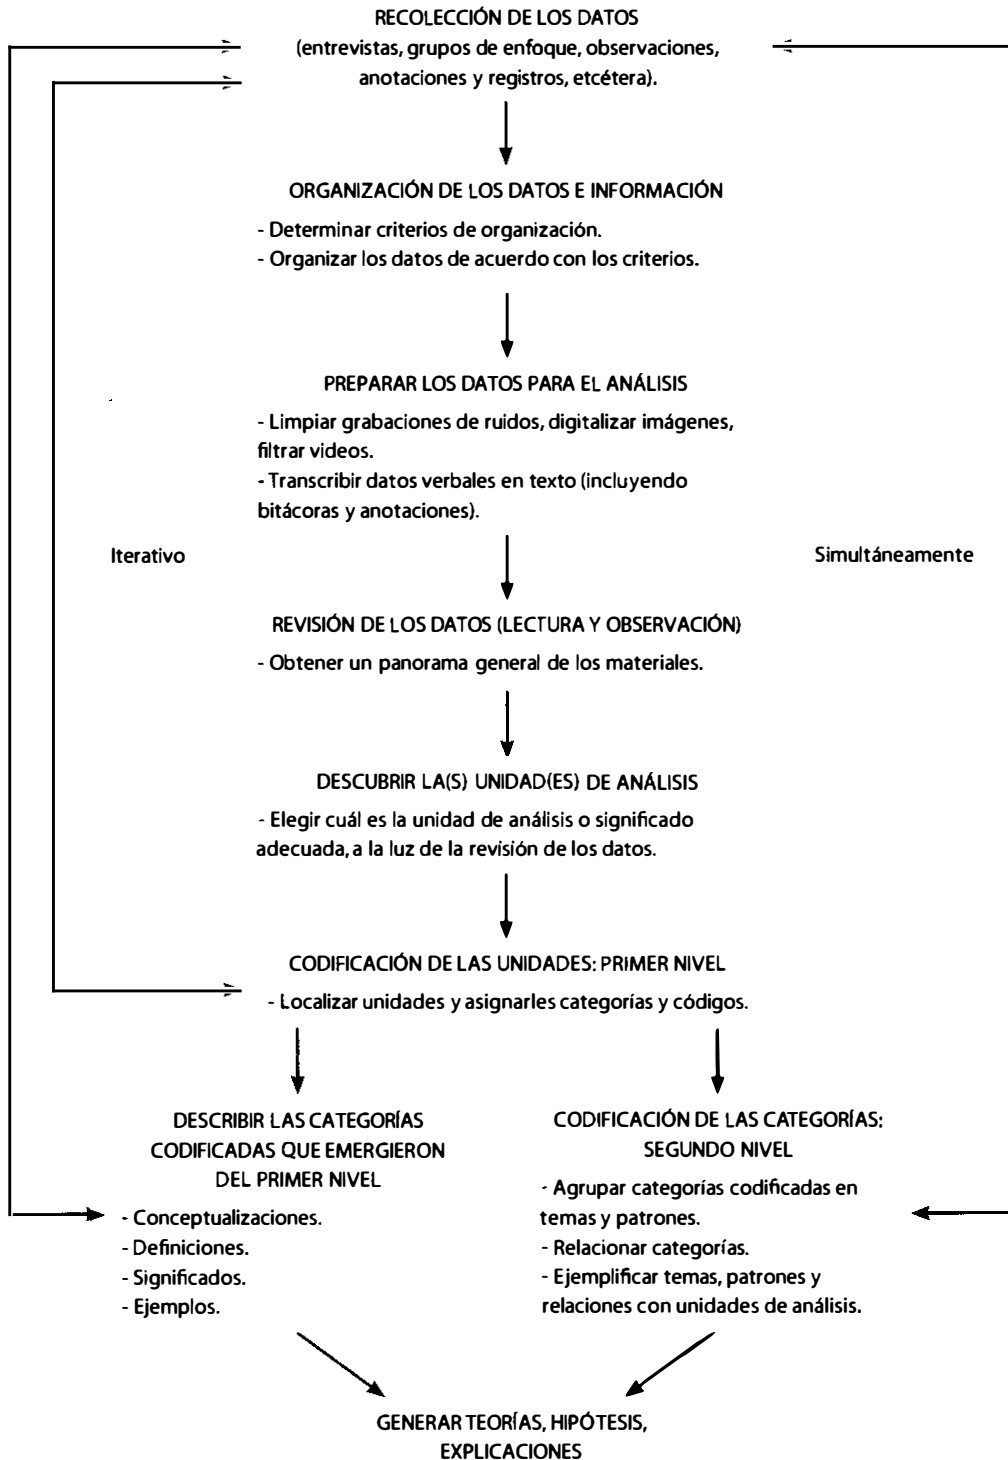 RECOLECCIÓN DE LOS DATOS
(entrevistas, grupos de enfoque, observaciones,
anotaciones y registros, etcétera).
ORGANIZACIÓN DE LOS DATOS E INFORMACIÓN
- Determinar criterios de organización.
- Organizar los datos de acuerdo con los criterios.
PREPARAR LOS DATOS PARA EL ANÁLISIS
- Limpiar grabaciones de ruidos, digitalizar imágenes,
filtrar videos.
- Transcribir datos verbales en texto (incluyendo
bitácoras y anotaciones).
Iterativo
Simultáneamente
REVISIÓN DE LOS DATOS (LECTURA Y OBSERVACIÓN)
- Obtener un panorama general de los materiales.
DESCUBRIR LA(S) UNIDAD(ES) DE ANÁLISIS
- Elegir cuál es la unidad de análisis o significado
adecuada, a la luz de la revisión de los datos.
CODIFICACIÓN DE LAS UNIDADES: PRIMER NIVEL
- Localizar unidades y asignarles categorías y códigos.
DESCRIBIR LAS CATEGORÍAS
CODIFICADAS QUE EMERGIERON
DEL PRIMER NIVEL
- Conceptualizaciones.
- Definiciones.
- Significados.
- Ejemplos.
CODIFICACIÓN DE LAS CATEGORÍAS:
SEGUNDO NIVEL
- Agrupar categorías codificadas en
temas y patrones.
- Relacionar categorías.
- Ejemplificar temas, patrones y
relaciones con unidades de análisis.
GENERAR TEORÍAS, HIPÓTESIS,
EXPLICACIONES